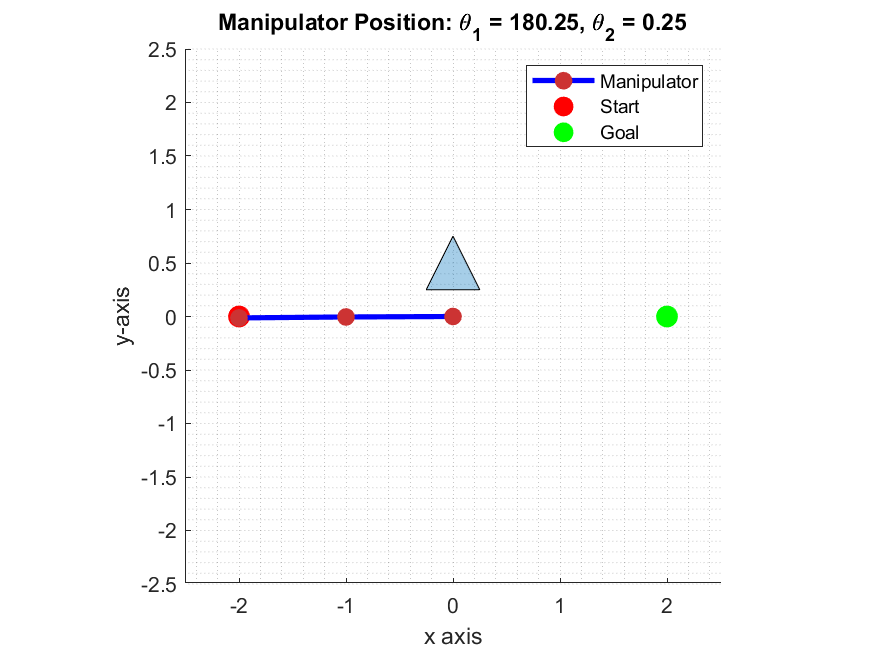 Manipulator Position: θ1 = 180.25, θ2 = 0.25
2.5
2
1.5
1
0.5
0
-0.5
-1
-1.5
-2
-2.5
y-axis
Manipulator
Start
Goal
-2 -1 0 1 2
x axis